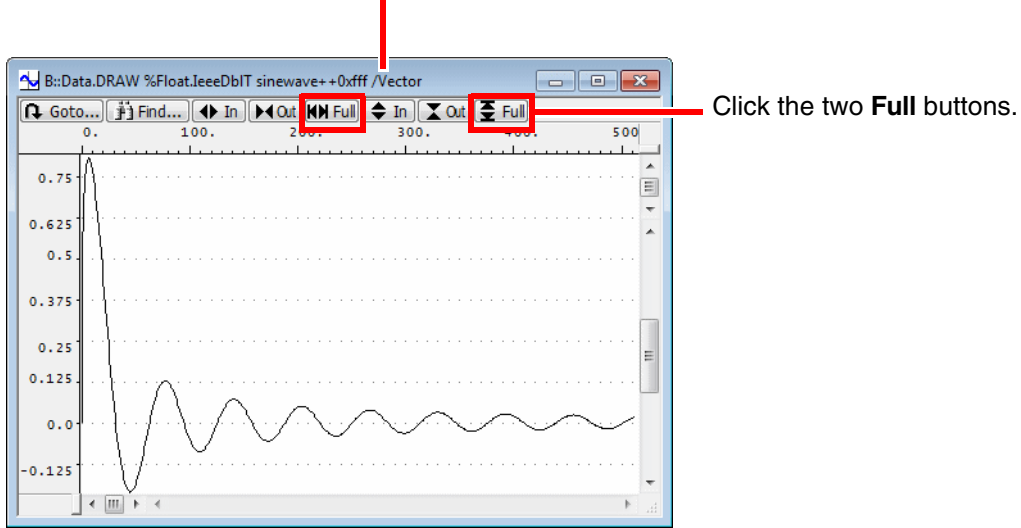 B::Data.DRAW %Float.IeeeDblT sinewave++0xfff /Vector
Goto... Find... In Out Full In Out Full
Click the two Full buttons.
0. 100. 200. 300. 400. 500
0.75
0.625
0.5
0.375
0.25
0.125
0.0
-0.125